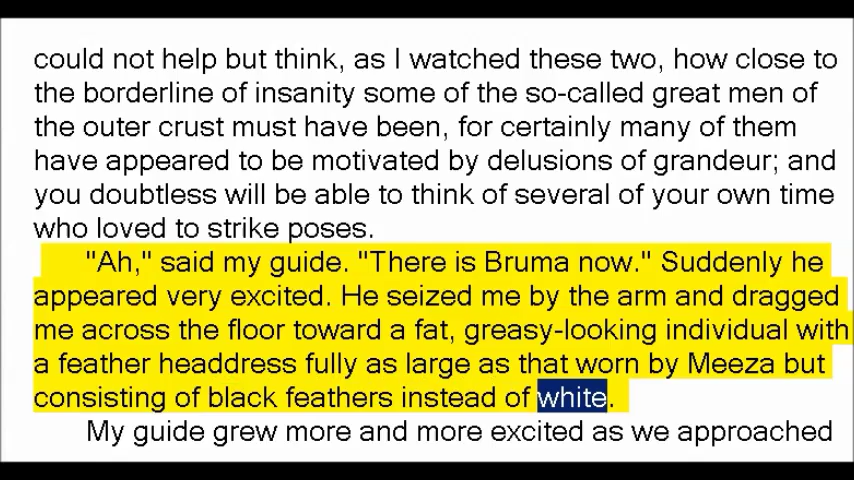 could not help but think, as I watched these two, how close to
the borderline of insanity some of the so-called great men of
the outer crust must have been, for certainly many of them
have appeared to be motivated by delusions of grandeur; and
you doubtless will be able to think of several of your own time
who loved to strike poses.
"Ah," said my guide. "There is Bruma now." Suddenly he
appeared very excited. He seized me by the arm and dragged
me across the floor toward a fat, greasy-looking individual with
a feather headdress fully as large as that worn by Meeza but
consisting of black feathers instead of white.
My guide grew more and more excited as we approached